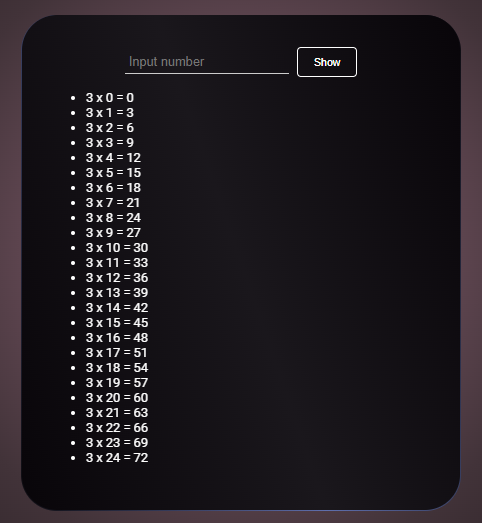 Input number Show
3 x 0 = 0
3 x 1 = 3
3 x 2 = 6
3 x 3 = 9
3 x 4 = 12
3 x 5 = 15
3 x 6 = 18
3 x 7 = 21
3 x 8 = 24
3 x 9 = 27
3 x 10 = 30
3 x 11 = 33
3 x 12 = 36
3 x 13 = 39
3 x 14 = 42
3 x 15 = 45
3 x 16 = 48
3 x 17 = 51
3 x 18 = 54
3 x 19 = 57
3 x 20 = 60
3 x 21 = 63
3 x 22 = 66
3 x 23 = 69
3 x 24 = 72